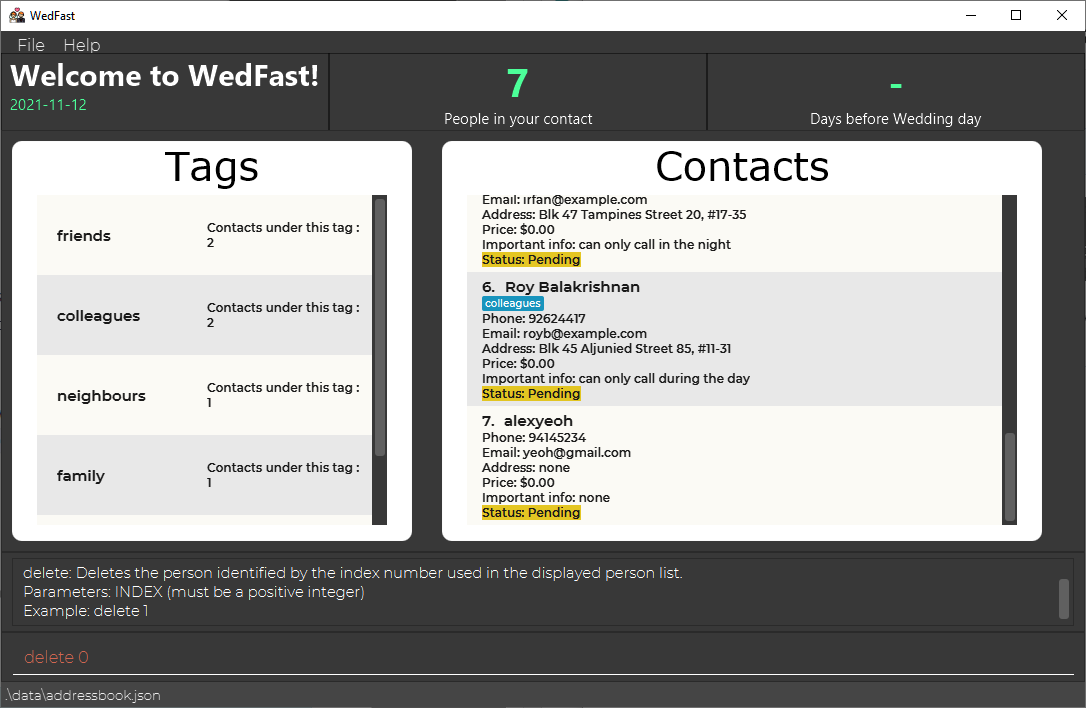 WedFast
File Help
Welcome to WedFast!
2021-11-12
7
People in your contact
-
Days before Wedding day
Tags
friends
Contacts under this tag :
2
colleagues
Contacts under this tag :
2
neighbours
Contacts under this tag :
1
family
Contacts under this tag :
1
Contacts
Email: irfan@example.com
Address: Blk 47 Tampines Street 20, #17-35
Price: $0.00
Important info: can only call in the night
Status: Pending
6. Roy Balakrishnan
colleagues
Phone: 92624417
Email: royb@example.com
Address: Blk 45 Aljunied Street 85, #11-31
Price: $0.00
Important info: can only call during the day
Status: Pending
7. alexyeoh
Phone: 94145234
Email: yeoh@gmail.com
Address: none
Price: $0.00
Important info: none
Status: Pending
delete: Deletes the person identified by the index number used in the displayed person list.
Parameters: INDEX (must be a positive integer)
Example: delete 1
delete 0
.\data\addressbook.json